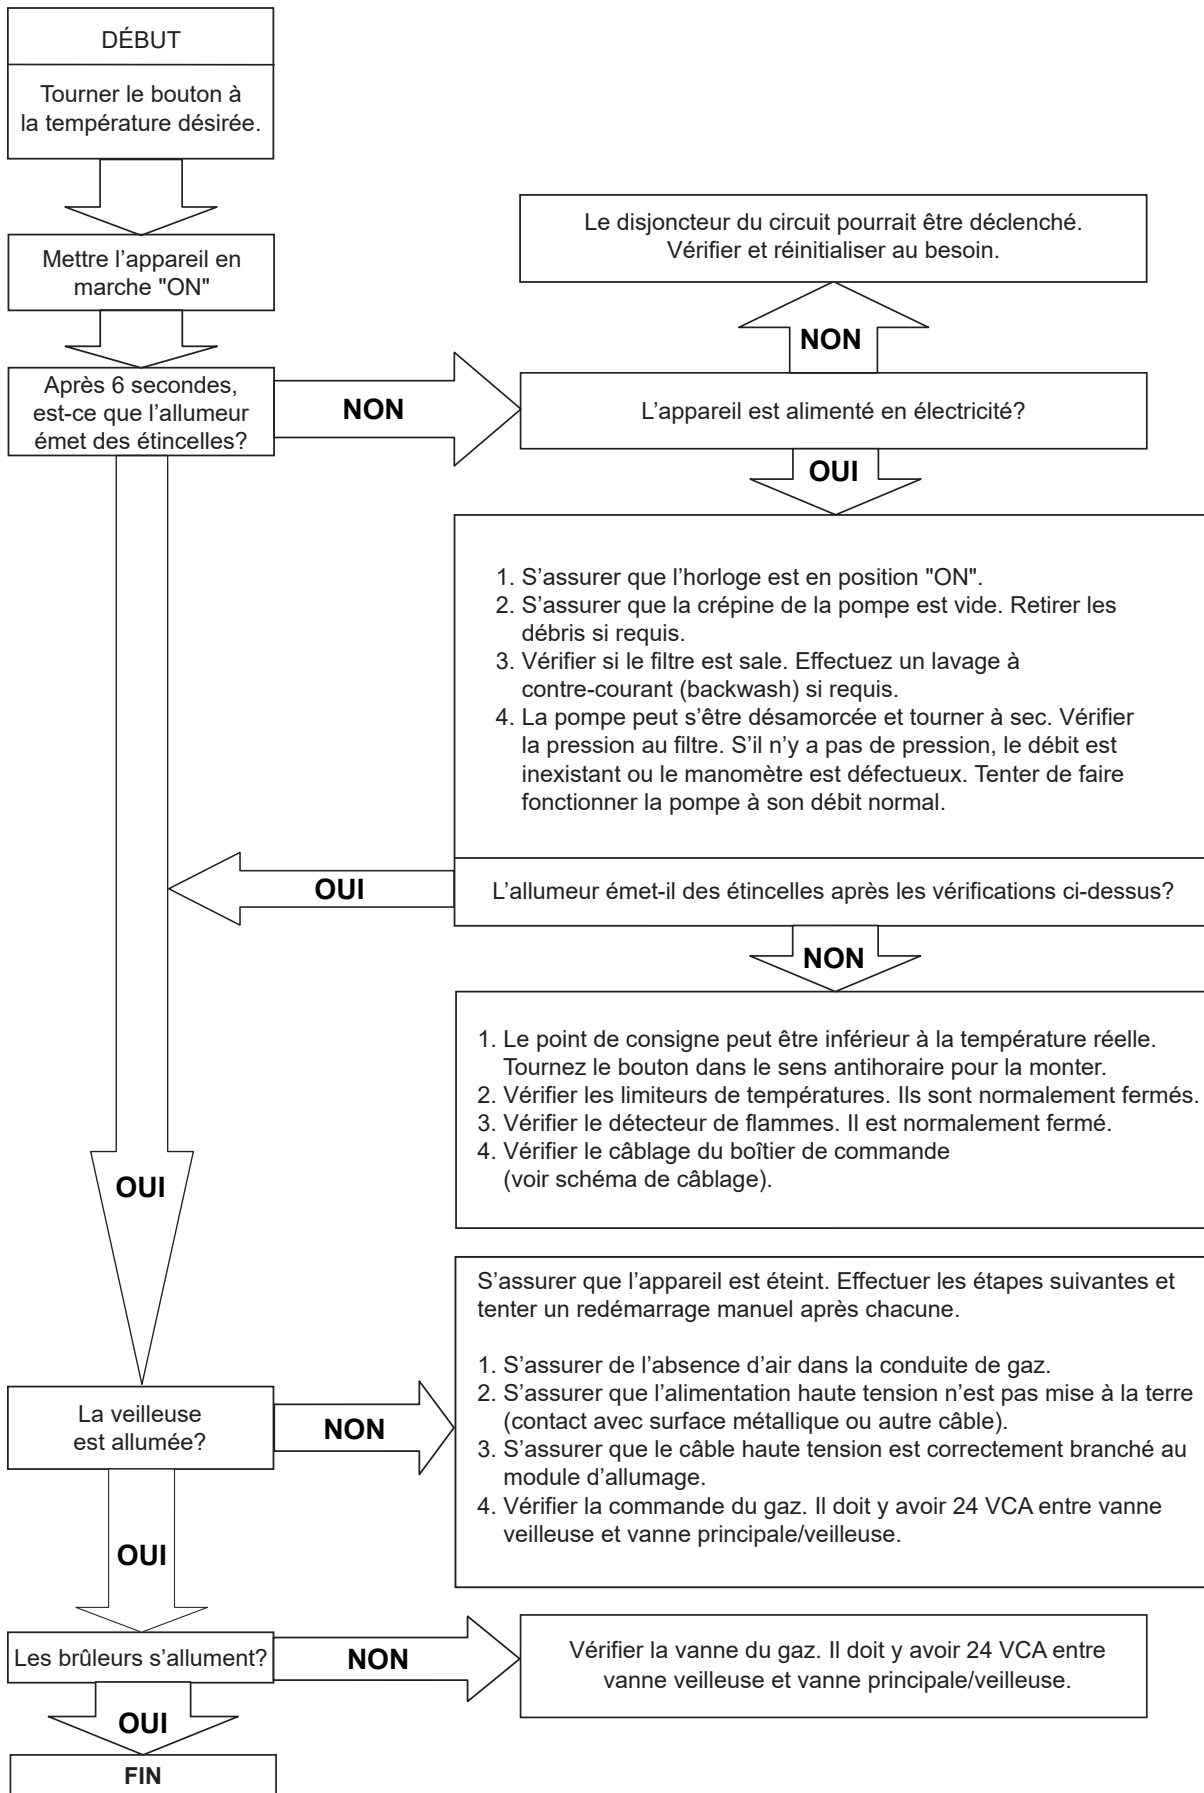 DÉBUT
Tourner le bouton à
la température désirée.
Mettre l’appareil en
marche "ON"
Après 6 secondes,
est-ce que l’allumeur
émet des étincelles?
NON
L’appareil est alimenté en électricité?
NON
Le disjoncteur du circuit pourrait être déclenché.
Vérifier et réinitialiser au besoin.
OUI
1. S’assurer que l’horloge est en position "ON".
2. S’assurer que la crépine de la pompe est vide. Retirer les
débris si requis.
3. Vérifier si le filtre est sale. Effectuez un lavage à
contre-courant (backwash) si requis.
4. La pompe peut s’être désamorcée et tourner à sec. Vérifier
la pression au filtre. S’il n’y a pas de pression, le débit est
inexistant ou le manomètre est défectueux. Tenter de faire
fonctionner la pompe à son débit normal.
L’allumeur émet-il des étincelles après les vérifications ci-dessus?
OUI
NON
1. Le point de consigne peut être inférieur à la température réelle.
Tournez le bouton dans le sens antihoraire pour la monter.
2. Vérifier les limiteurs de températures. Ils sont normalement fermés.
3. Vérifier le détecteur de flammes. Il est normalement fermé.
4. Vérifier le câblage du boîtier de commande
(voir schéma de câblage).
OUI
La veilleuse
est allumée?
NON
S’assurer que l’appareil est éteint. Effectuer les étapes suivantes et
tenter un redémarrage manuel après chacune.
1. S’assurer de l’absence d’air dans la conduite de gaz.
2. S’assurer que l’alimentation haute tension n’est pas mise à la terre
(contact avec surface métallique ou autre câble).
3. S’assurer que le câble haute tension est correctement branché au
module d’allumage.
4. Vérifier la commande du gaz. Il doit y avoir 24 VCA entre vanne
veilleuse et vanne principale/veilleuse.
OUI
Les brûleurs s’allument?
NON
Vérifier la vanne du gaz. Il doit y avoir 24 VCA entre
vanne veilleuse et vanne principale/veilleuse.
OUI
FIN